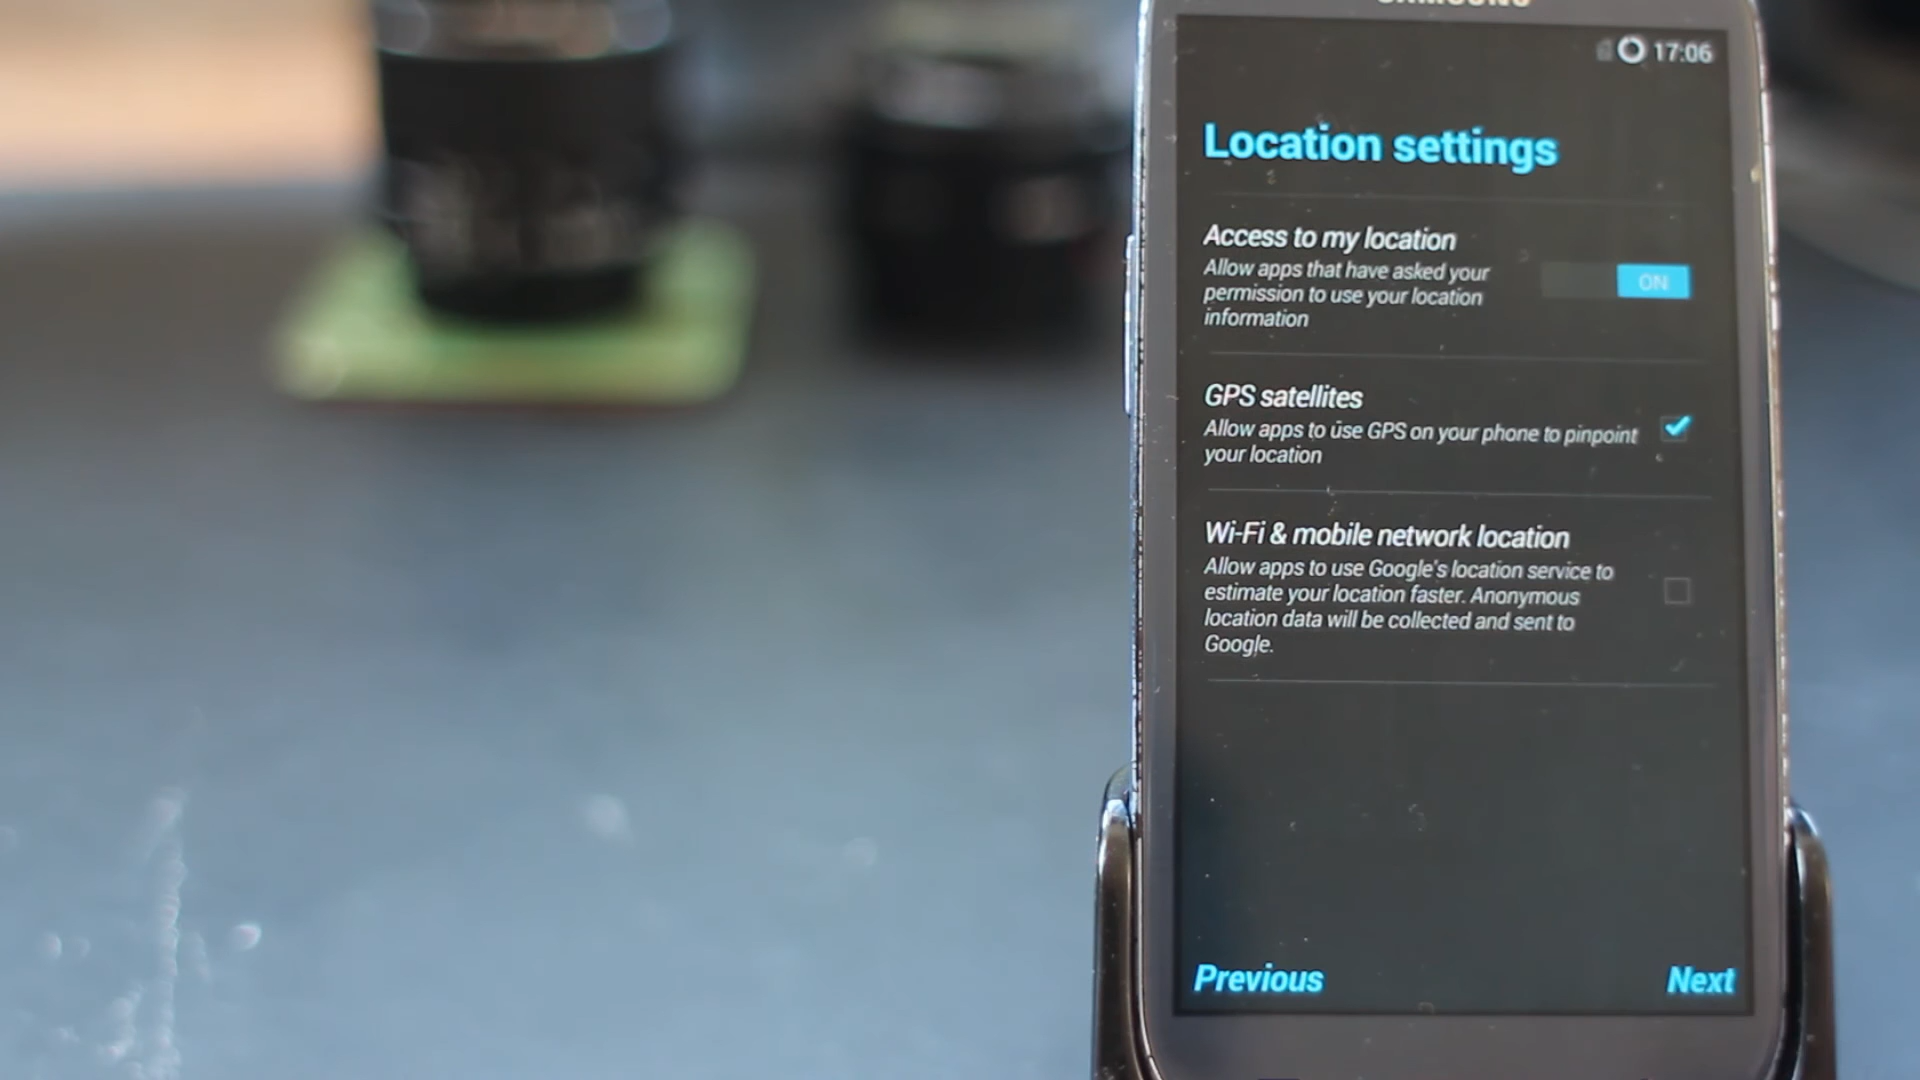 SAMSUNG
17:06
Location settings
Access to my location
Allow apps that have asked your
permission to use your location
information
ON
GPS satellites
Allow apps to use GPS on your phone to pinpoint
your location
Wi-Fi & mobile network location
Allow apps to use Google's location service to
estimate your location faster. Anonymous
location data will be collected and sent to
Google.
Previous
Next